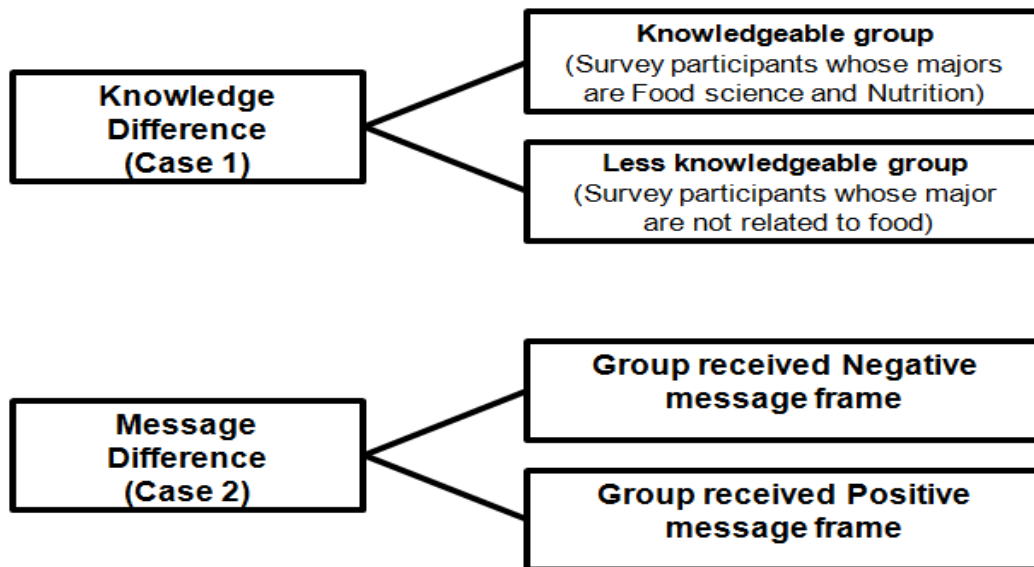 Knowledge
Difference
(Case 1)
Knowledgeable group
(Survey participants whose majors
are Food science and Nutrition)
Less knowledgeable group
(Survey participants whose major
are not related to food)
Message
Difference
(Case 2)
Group received Negative
message frame
Group received Positive
message frame